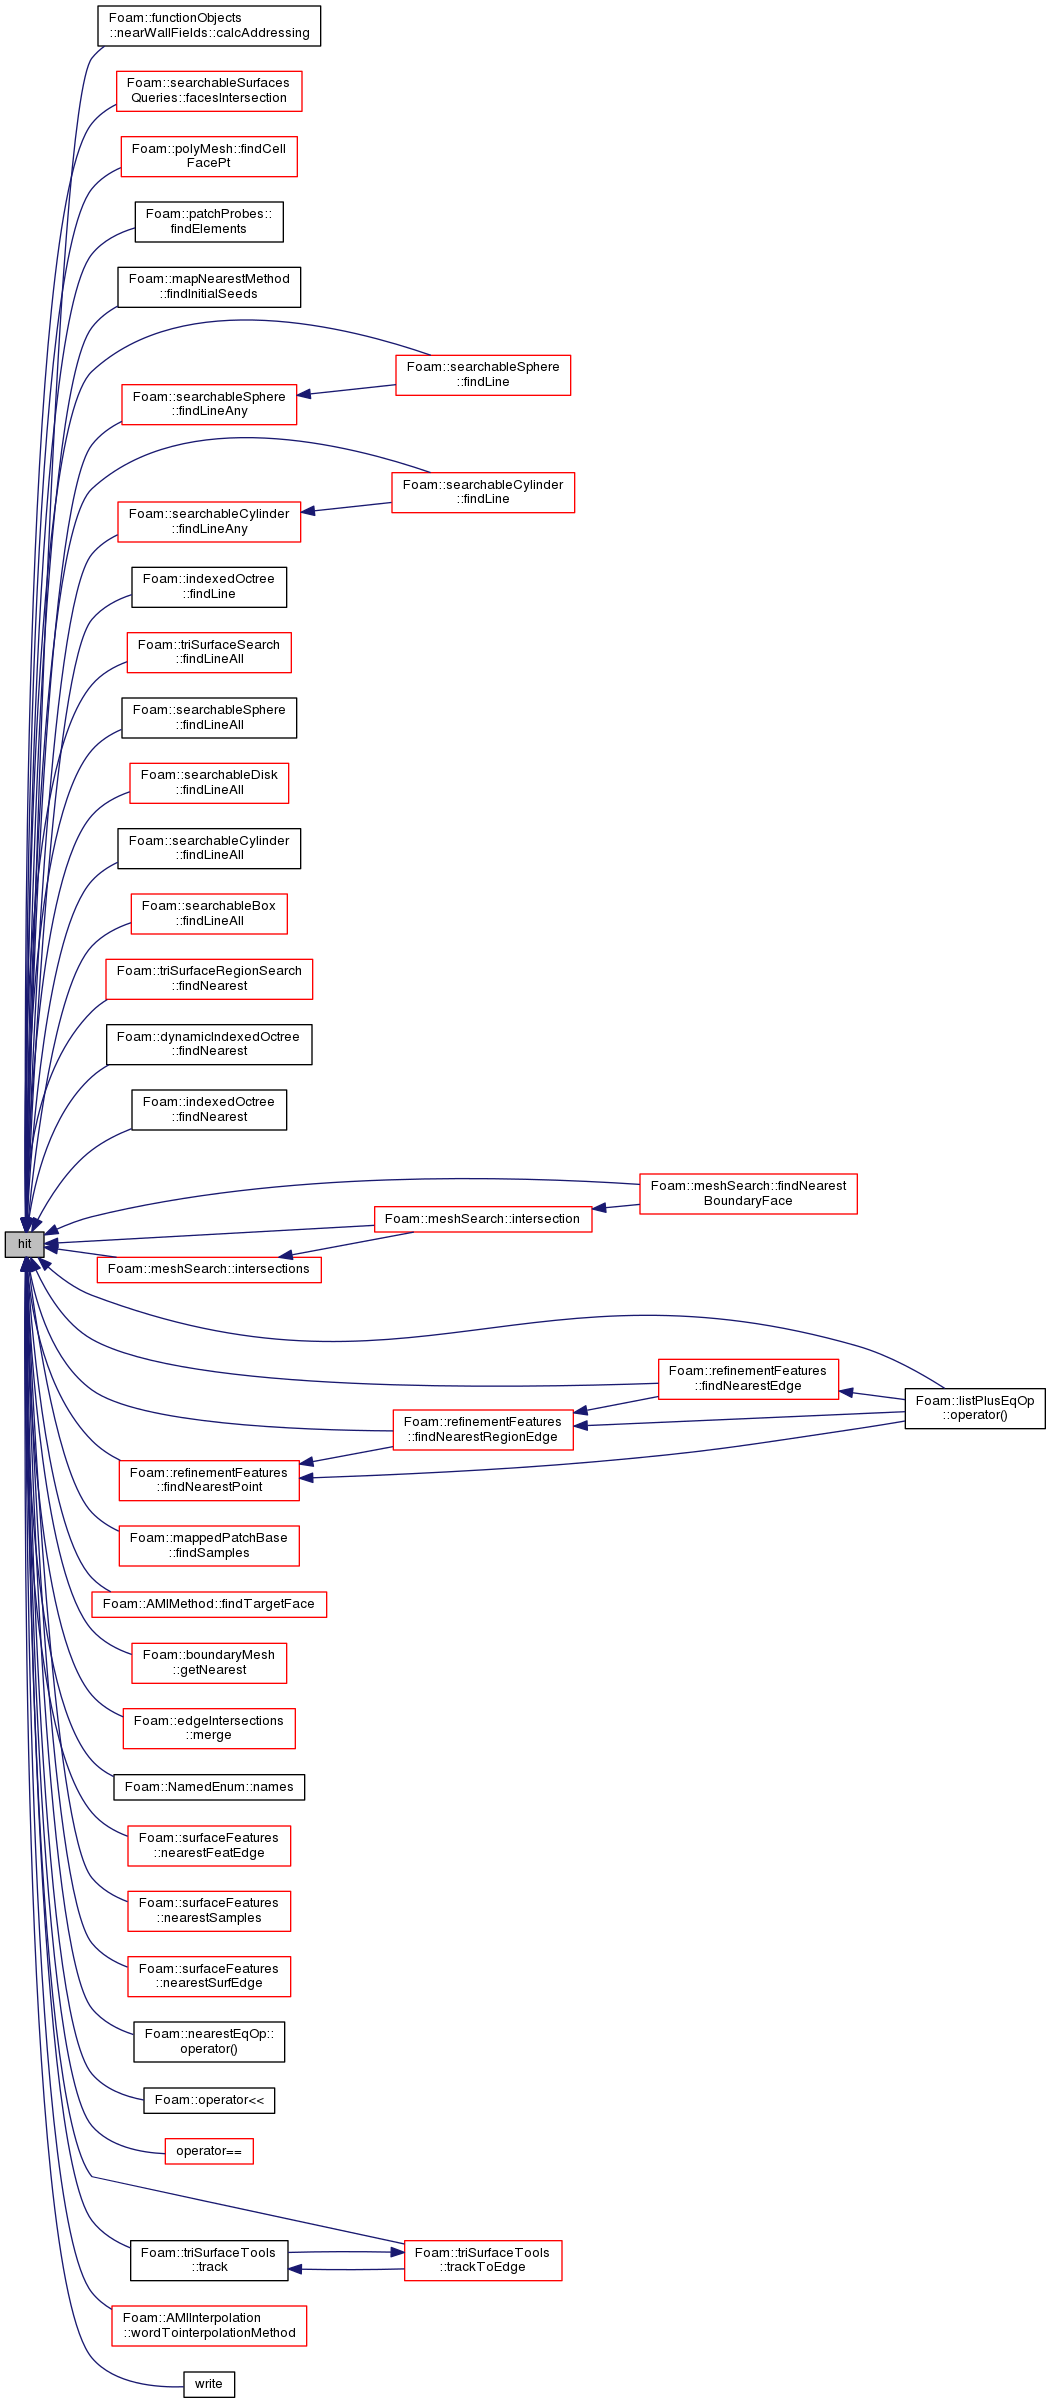 Foam::functionObjects
::nearWallFields::calcAddressing
Foam::searchableSurfaces
Queries::facesIntersection
Foam::polyMesh::findCell
FacePt
Foam::patchProbes::
findElements
Foam::mapNearestMethod
::findInitialSeeds
Foam::searchableSphere
::findLine
Foam::searchableSphere
::findLineAny
Foam::searchableCylinder
::findLine
Foam::searchableCylinder
::findLineAny
Foam::indexedOctree
::findLine
Foam::triSurfaceSearch
::findLineAll
Foam::searchableSphere
::findLineAll
Foam::searchableDisk
::findLineAll
Foam::searchableCylinder
::findLineAll
Foam::searchableBox
::findLineAll
Foam::triSurfaceRegionSearch
::findNearest
Foam::dynamicIndexedOctree
::findNearest
Foam::indexedOctree
::findNearest
Foam::meshSearch::findNearest
BoundaryFace
Foam::meshSearch::intersection
hit
Foam::meshSearch::intersections
Foam::refinementFeatures
::findNearestEdge
Foam::listPlusEqOp
::operator()
Foam::refinementFeatures
::findNearestRegionEdge
Foam::refinementFeatures
::findNearestPoint
Foam::mappedPatchBase
::findSamples
Foam::AMIMethod::findTargetFace
Foam::boundaryMesh
::getNearest
Foam::edgeIntersections
::merge
Foam::NamedEnum::names
Foam::surfaceFeatures
::nearestFeatEdge
Foam::surfaceFeatures
::nearestSamples
Foam::surfaceFeatures
::nearestSurfEdge
Foam::nearestEqOp::
operator()
Foam::operator<<
operator==
Foam::triSurfaceTools
::track
Foam::triSurfaceTools
::trackToEdge
Foam::AMIInterpolation
::wordTointerpolationMethod
write